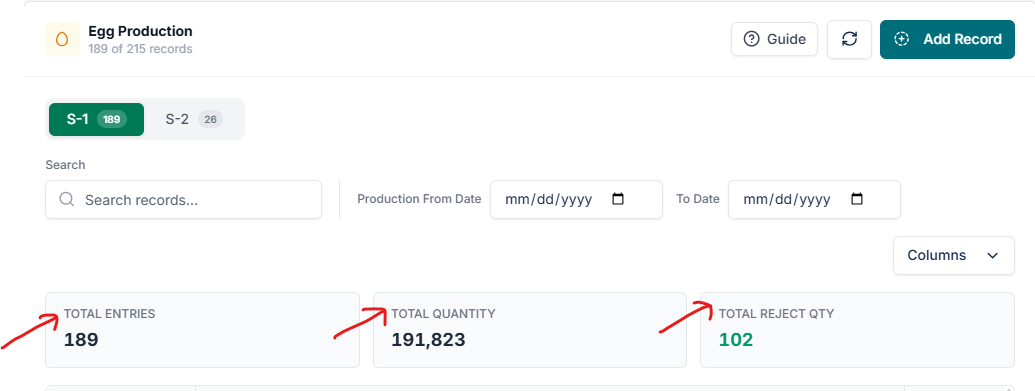 Egg Production
189 of 215 records
Guide
Add Record
S-1 189 S-2 26
Search
Search records...
Production From Date mm/dd/yyyy To Date mm/dd/yyyy
Columns
TOTAL ENTRIES
189
TOTAL QUANTITY
191,823
TOTAL REJECT QTY
102